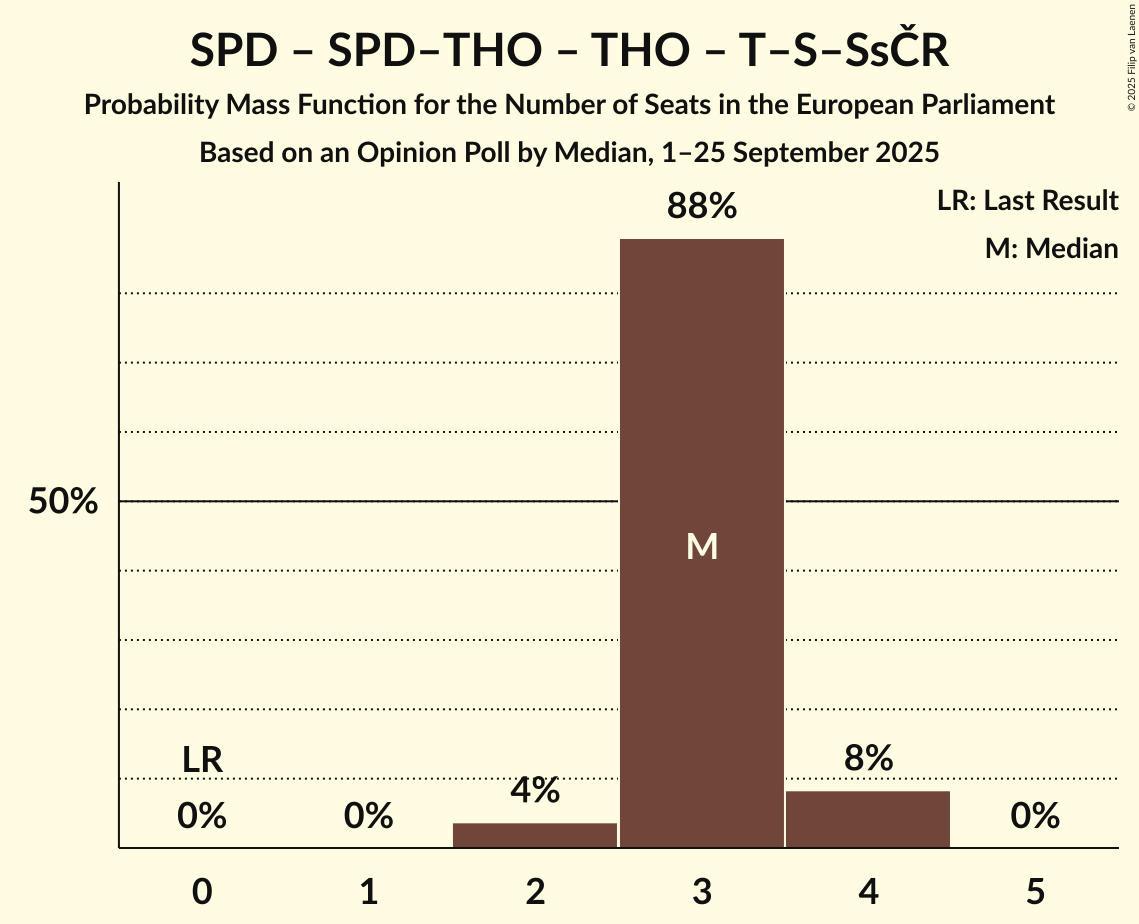 SPD – SPD–THO – THO – T–S–SsČR
Probability Mass Function for the Number of Seats in the European Parliament
Based on an Opinion Poll by Median, 1–25 September 2025
© 2025 Filip van Laenen
LR: Last Result
M: Median
88%
50%
M
LR
0%
0%
4%
8%
0%
0
1
2
3
4
5